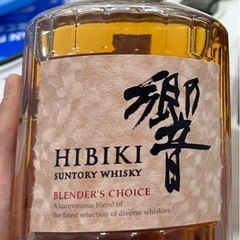 響
HIBIKI
SUNTORY WHISKY
BLENDER'S CHOICE
A harmonious blend of
the finest selection of diverse whiskies